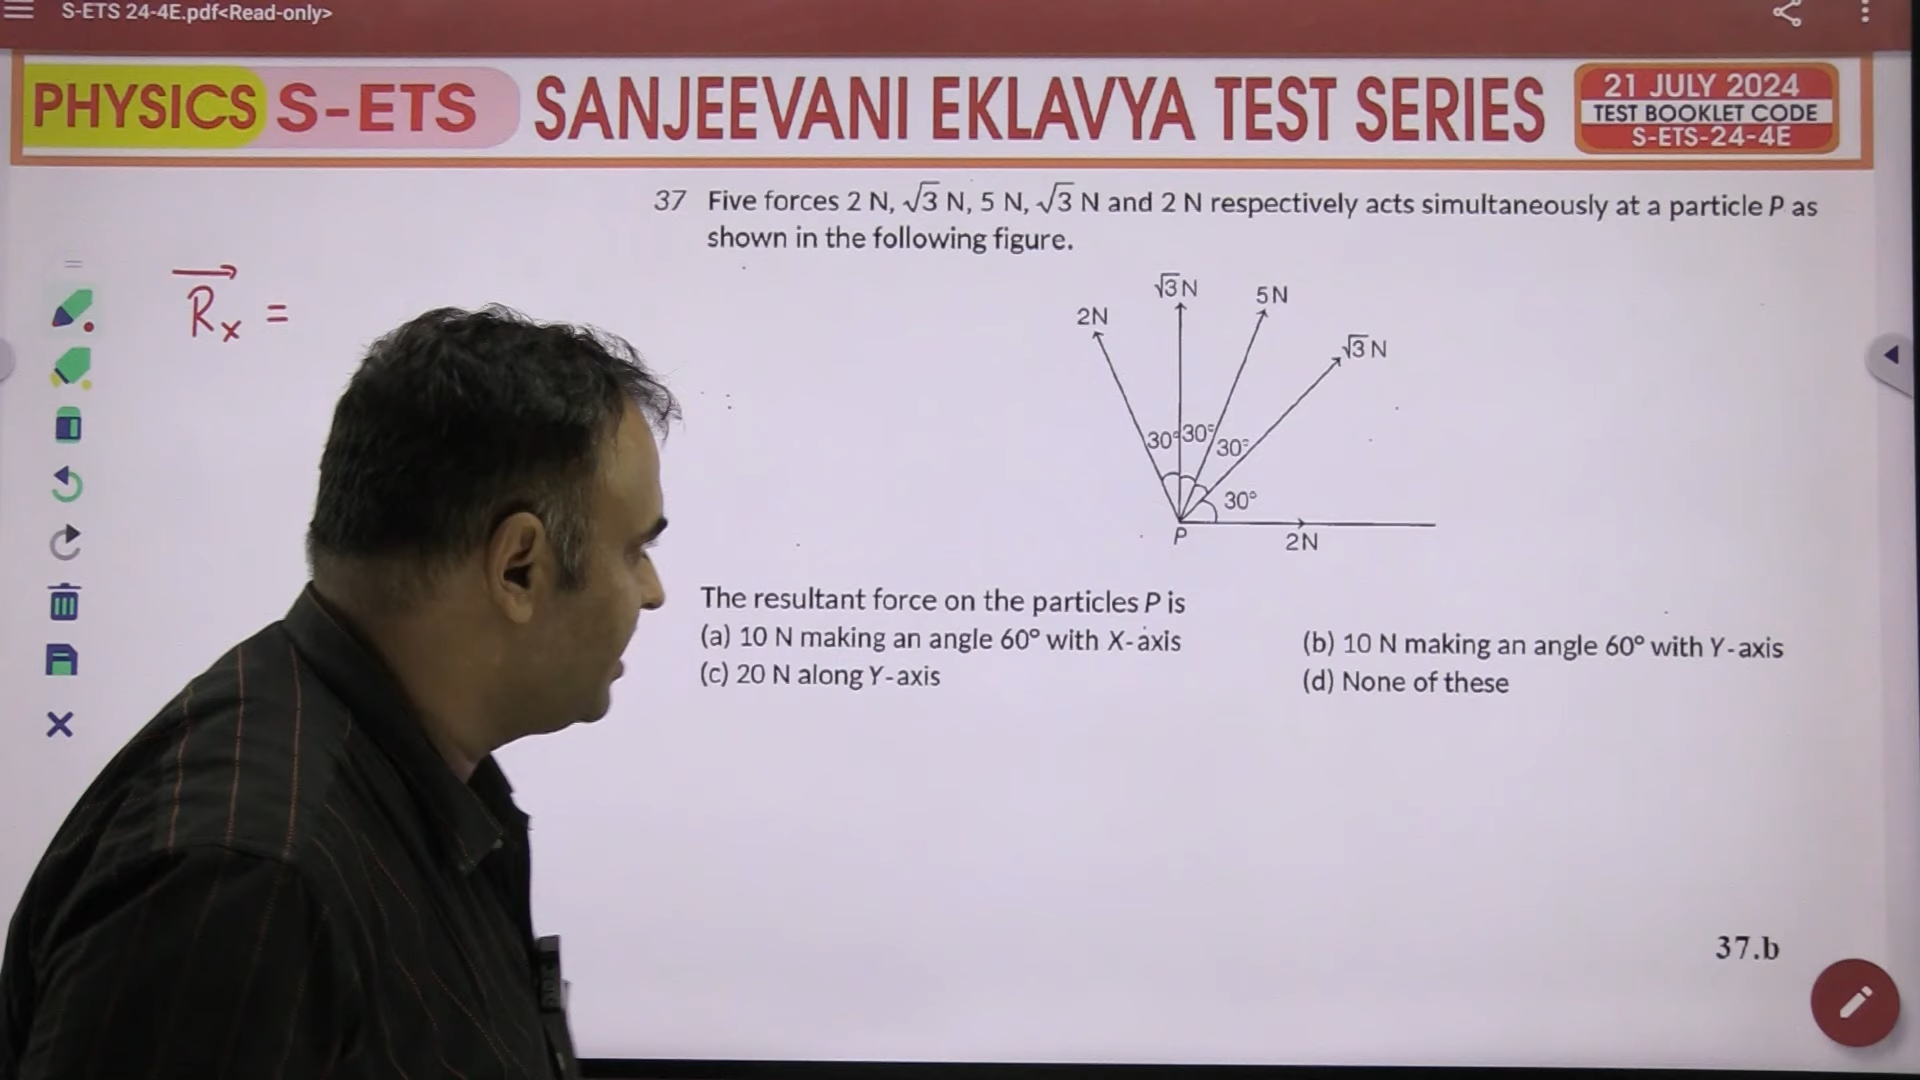 S-ETS 24-4E.pdf<Read-only>
PHYSICS S-ETS SANJEEVANI EKLAVYA TEST SERIES
21 JULY 2024
TEST BOOKLET CODE
S-ETS-24-4E
37 Five forces 2 N, √3 N, 5 N, √3 N and 2 N respectively acts simultaneously at a particle P as
shown in the following figure.
Rₓ =
2N
√3 N
5N
√3 N
30° 30° 30°
30°
P
2N
The resultant force on the particles P is
(a) 10 N making an angle 60° with X-axis
(b) 10 N making an angle 60° with Y-axis
(c) 20 N along Y-axis
(d) None of these
37.b